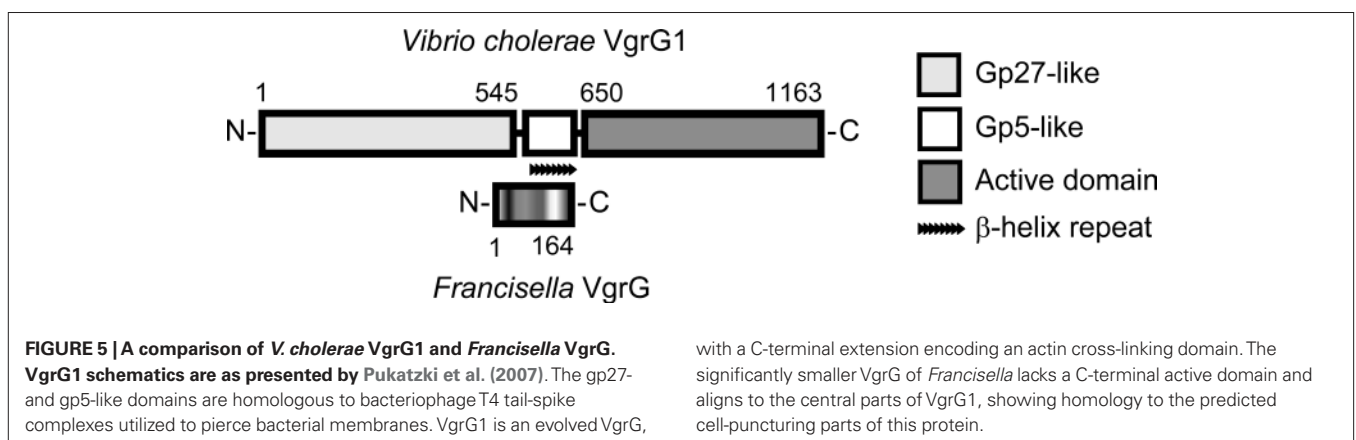 Vibrio cholerae VgrG1
1 545 650 1163
N- -C
N- -C
1 164
Francisella VgrG
Gp27-like
Gp5-like
Active domain
β-helix repeat
FIGURE 5 | A comparison of V. cholerae VgrG1 and Francisella VgrG.
VgrG1 schematics are as presented by Pukatzki et al. (2007). The gp27-
and gp5-like domains are homologous to bacteriophage T4 tail-spike
complexes utilized to pierce bacterial membranes. VgrG1 is an evolved VgrG,
with a C-terminal extension encoding an actin cross-linking domain. The
significantly smaller VgrG of Francisella lacks a C-terminal active domain and
aligns to the central parts of VgrG1, showing homology to the predicted
cell-puncturing parts of this protein.